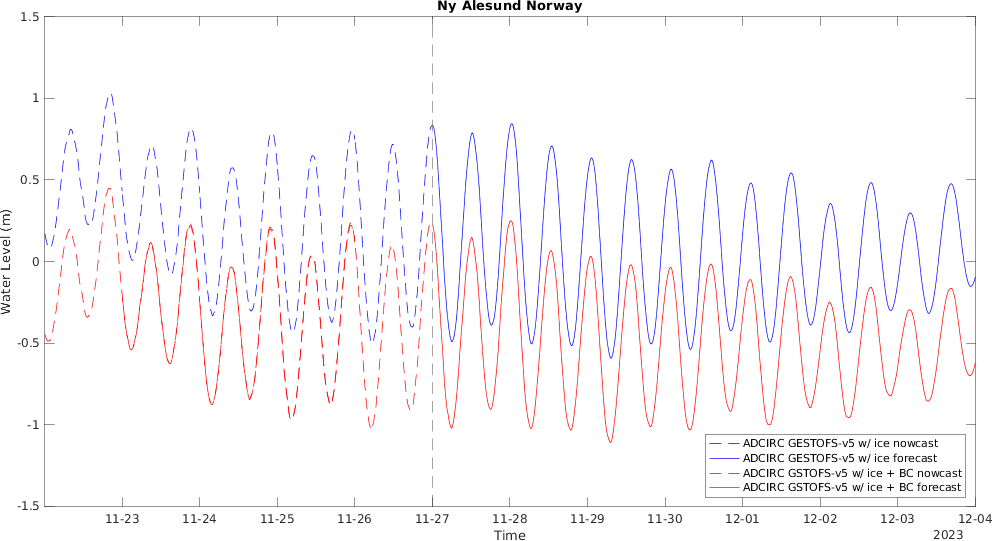 Ny Alesund Norway
1.5
1
0.5
0
-0.5
-1
-1.5
Water Level (m)
ADCIRC GESTOFS-v5 w/ ice nowcast
ADCIRC GESTOFS-v5 w/ ice forecast
ADCIRC GSTOFS-v5 w/ ice + BC nowcast
ADCIRC GSTOFS-v5 w/ ice + BC forecast
11-23 11-24 11-25 11-26 11-27 11-28 11-29 11-30 12-01 12-02 12-03 12-04
Time
2023